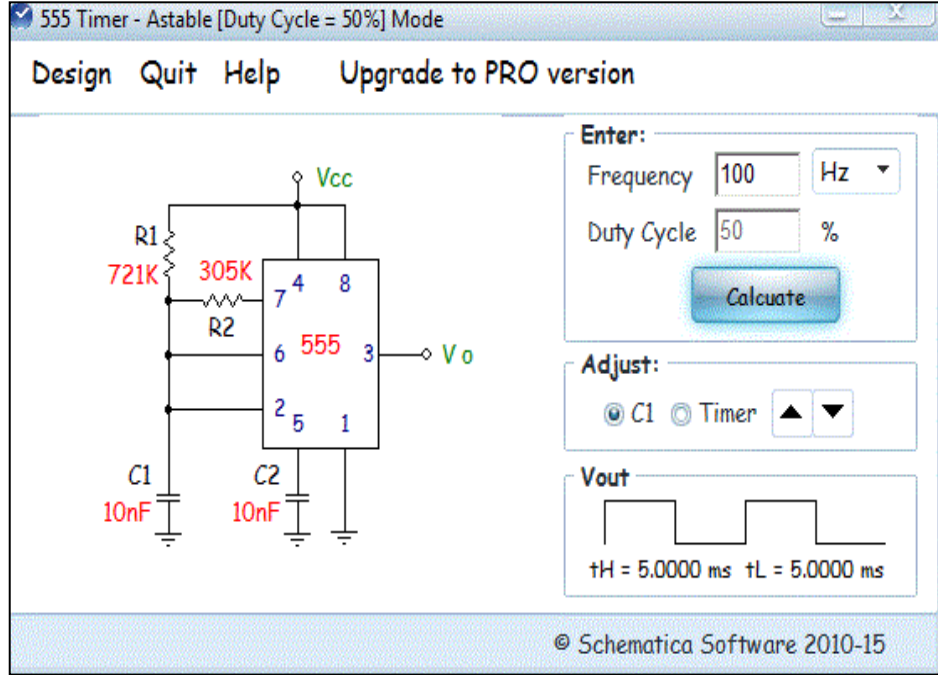 555 Timer - Astable [Duty Cycle = 50%] Mode
Design Quit Help Upgrade to PRO version
Vcc
R1
721K
305K
R2
4 8
7
6
555
3
V o
2
5 1
C1
10nF
C2
10nF
Enter:
Frequency 100 Hz
Duty Cycle 50 %
Calcuate
Adjust:
C1 Timer
Vout
tH = 5.0000 ms tL = 5.0000 ms
© Schematica Software 2010-15